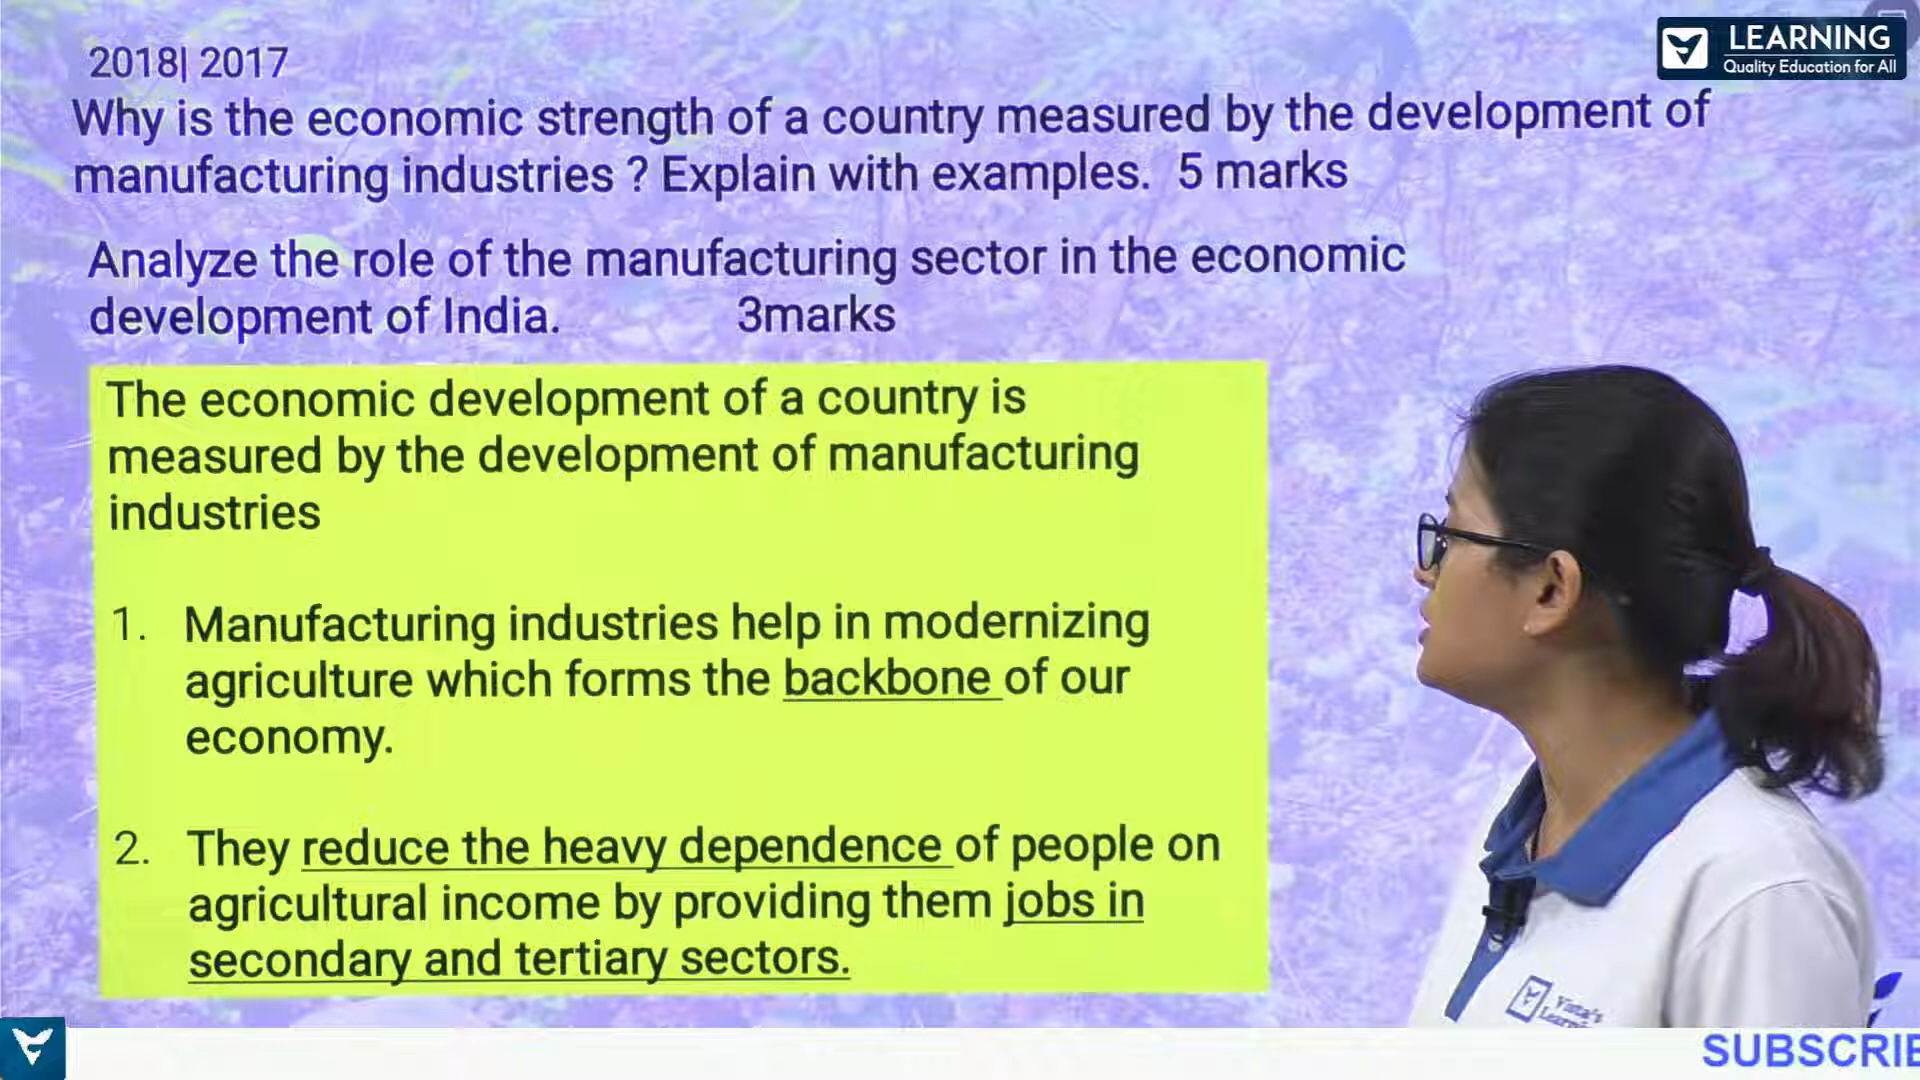 LEARNING
Quality Education for All
2018| 2017
Why is the economic strength of a country measured by the development of
manufacturing industries ? Explain with examples. 5 marks
Analyze the role of the manufacturing sector in the economic
development of India. 3marks
The economic development of a country is
measured by the development of manufacturing
industries
1. Manufacturing industries help in modernizing
agriculture which forms the backbone of our
economy.
2. They reduce the heavy dependence of people on
agricultural income by providing them jobs in
secondary and tertiary sectors.
SUBSCRIB